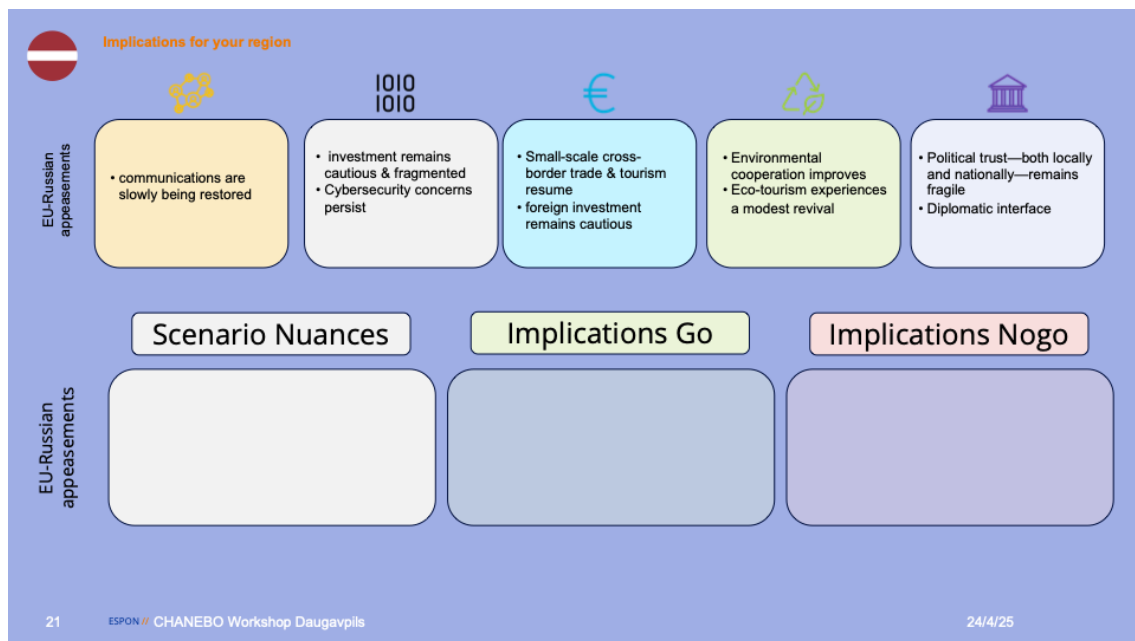 Implications for your region
1010
1010
EU-Russian
appeasements
• communications are
slowly being restored
• investment remains
cautious & fragmented
• Cybersecurity concerns
persist
• Small-scale cross-
border trade & tourism
resume
• foreign investment
remains cautious
• Environmental
cooperation improves
• Eco-tourism experiences
a modest revival
• Political trust—both locally
and nationally—remains
fragile
• Diplomatic interface
Scenario Nuances
Implications Go
Implications Nogo
EU-Russian
appeasements
21
ESPON // CHANEBO Workshop Daugavpils
24/4/25